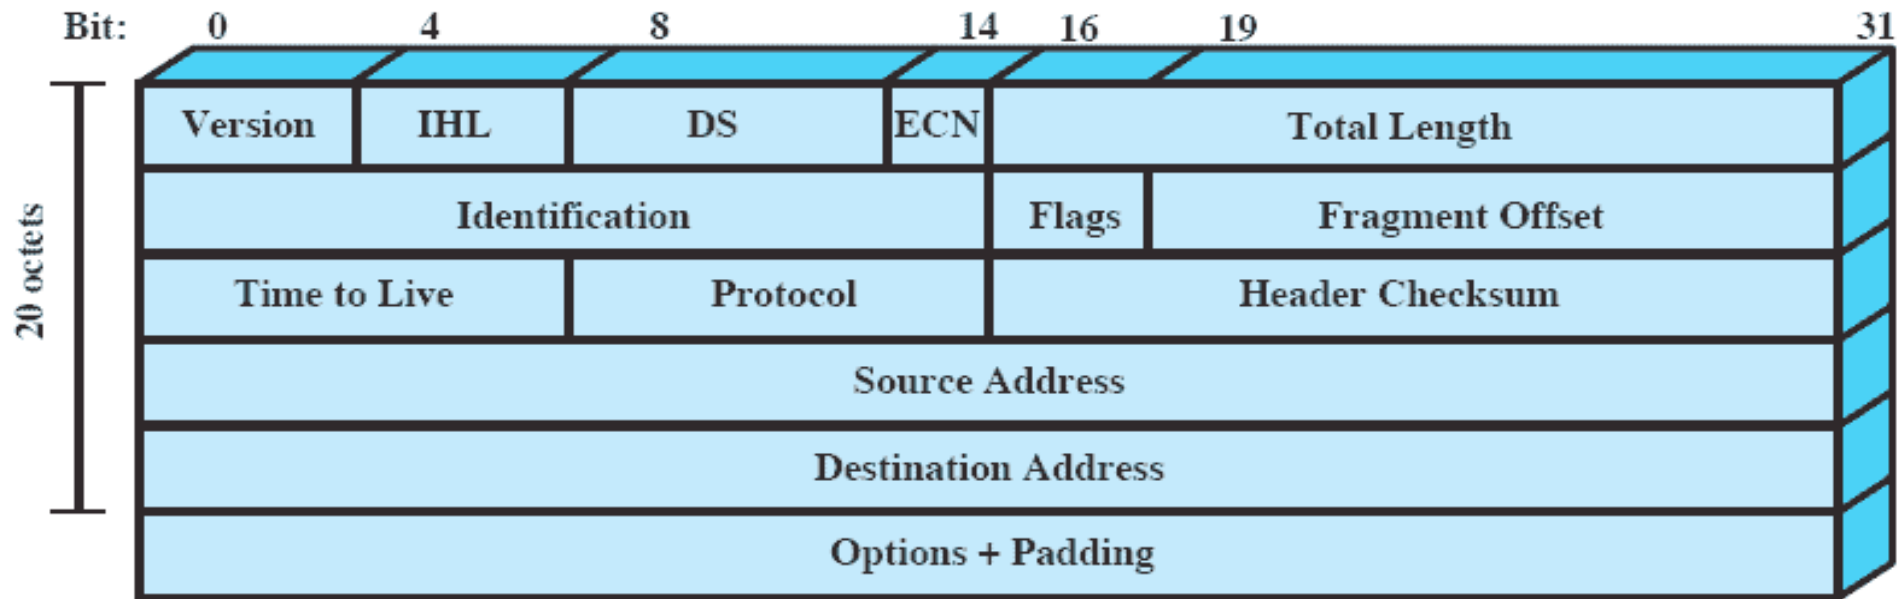 Bit: 0 4 8 14 16 19 31
Version IHL DS ECN Total Length
Identification Flags Fragment Offset
Time to Live Protocol Header Checksum
Source Address
Destination Address
Options + Padding
20 octets